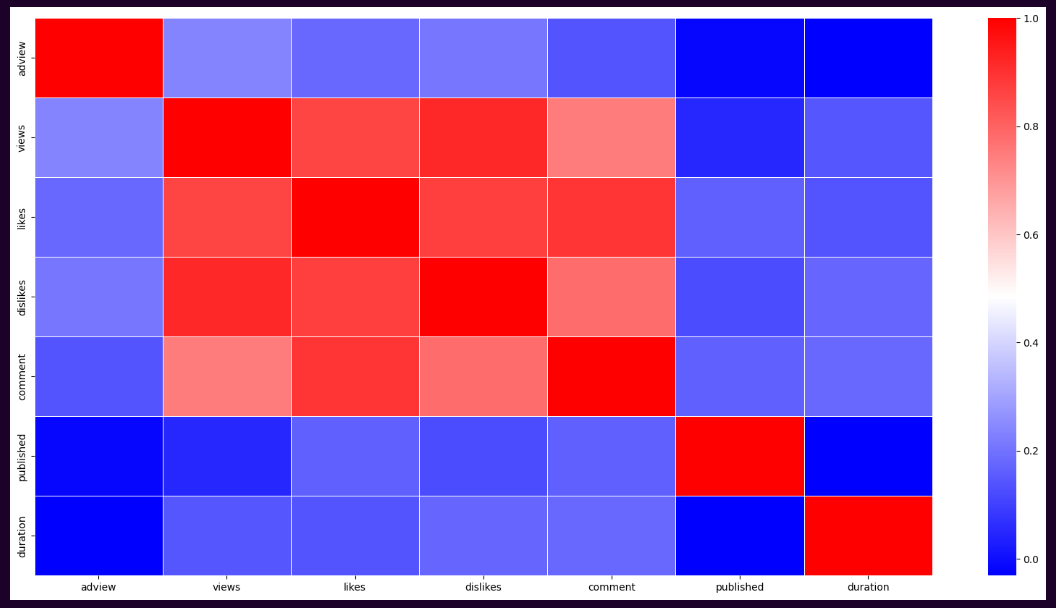 adview
views
likes
dislikes
comment
published
duration
adview views likes dislikes comment published duration
1.0
0.8
0.6
0.4
0.2
0.0